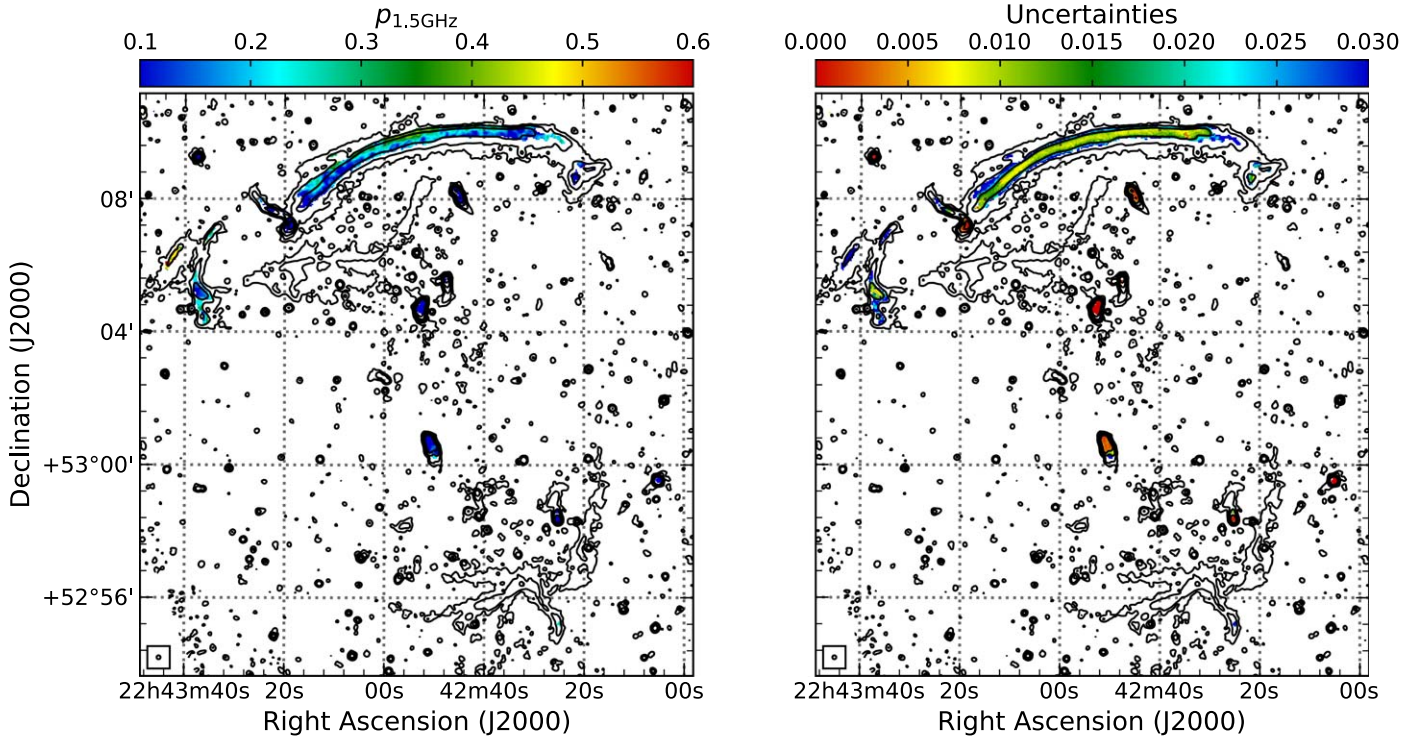 p1.5GHz
0.1 0.2 0.3 0.4 0.5 0.6
Uncertainties
0.000 0.005 0.010 0.015 0.020 0.025 0.030
Declination (J2000)
08'
04'
+53°00'
+52°56'
22h43m40s 20s 00s 42m40s 20s 00s
Right Ascension (J2000)
22h43m40s 20s 00s 42m40s 20s 00s
Right Ascension (J2000)